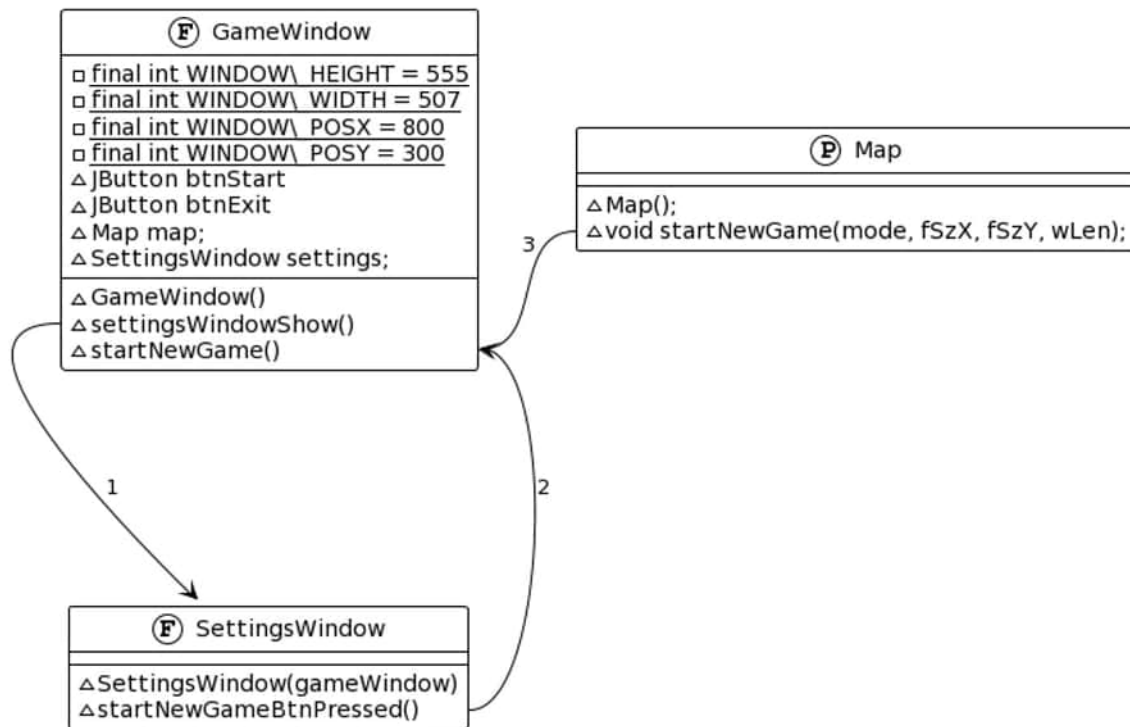 F GameWindow
final int WINDOW\_HEIGHT = 555
final int WINDOW\_WIDTH = 507
final int WINDOW\_POSX = 800
final int WINDOW\_POSY = 300
JButton btnStart
JButton btnExit
Map map;
SettingsWindow settings;
GameWindow()
settingsWindowShow()
startNewGame()
P Map
Map();
void startNewGame(mode, fSzX, fSzY, wLen);
3
1
2
F SettingsWindow
SettingsWindow(gameWindow)
startNewGameBtnPressed()